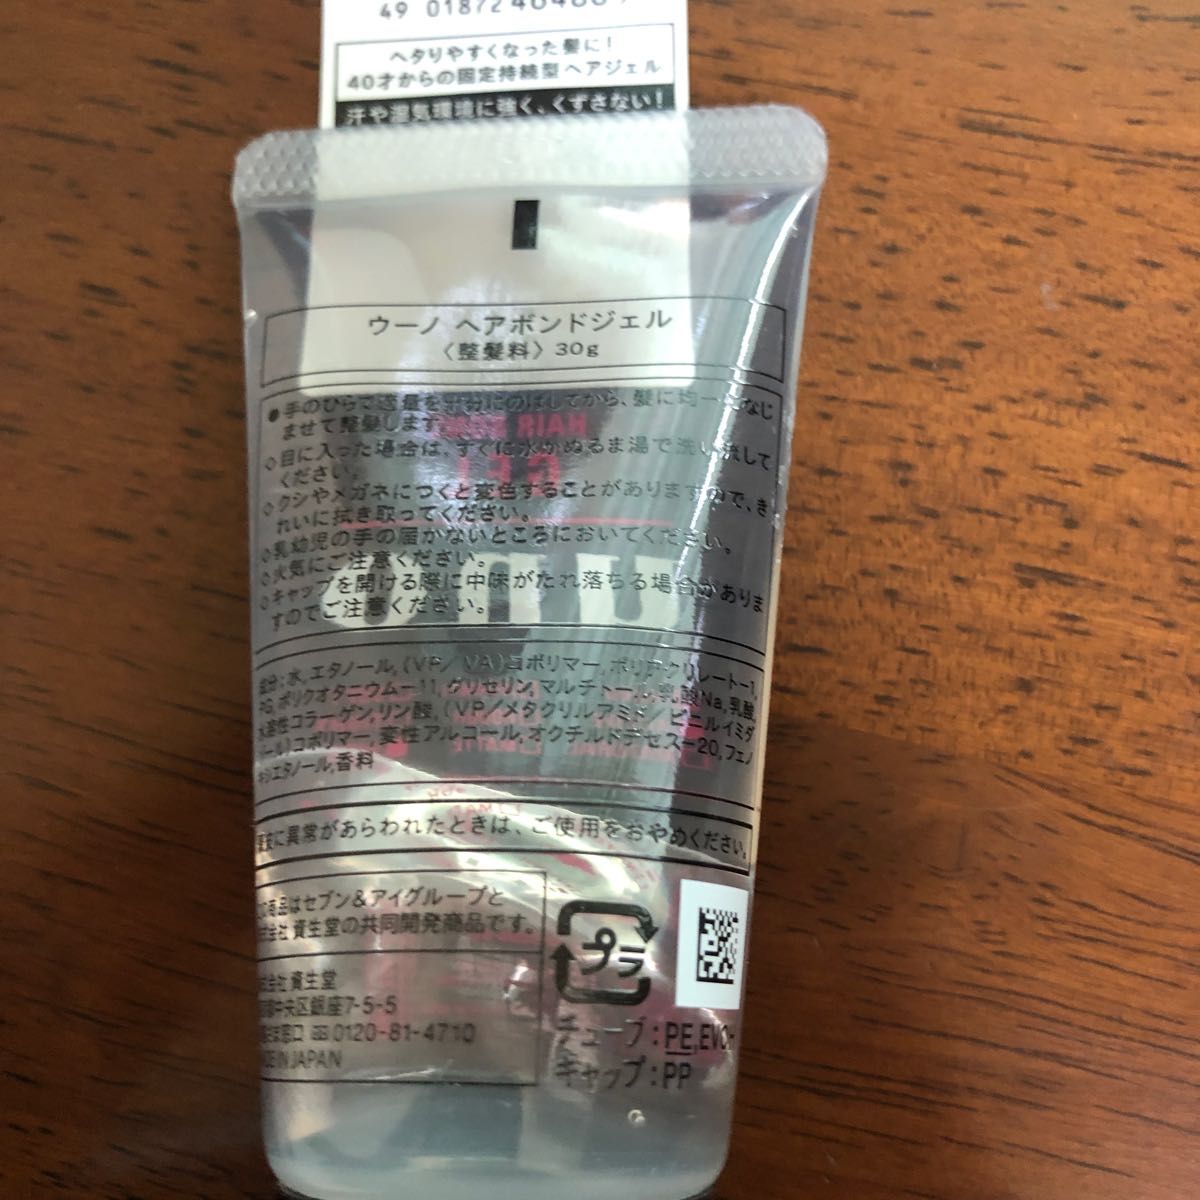 ヘタりやすくなった髪に！
40才からの固定持続型 ヘアジェル
汗や湿気環境に強く、くずさない！
ウーノ ヘアボンドジェル
〈整髪料〉30g
●手のひらで適量を十分にのばしてから、髪に均一になじ
ませて整髪します。
◇目に入った場合は、すぐに水かぬるま湯で洗い流して
ください。
◇クシやメガネにつくと変色することがありますので、き
れいに拭き取ってください。
◇乳幼児の手の届かないところにおいてください。
◇火気にご注意ください。
◇キャップを開ける際に中味がたれ落ちる場合がありま
すのでご注意ください。
成分：水,エタノール,(VP/VA)コポリマー,ポリアクリレート-1,
PG,ポリクオタニウム-11,グリセリン,マルチトール,乳酸Na,乳酸,
水溶性コラーゲン,リン酸,(VP/メタクリルアミド/ビニルイミダ
ール)コポリマー,変性アルコール,オクチルドデセス-20,フェノ
キシエタノール,香料
に異常があらわれたときは、ご使用をおやめください。
商品はセブン&アイグループと
会社 資生堂の共同開発商品です。
会社 資生堂
中央区銀座7-5-5
窓口 0120-81-4710
MADE IN JAPAN
プラ
チューブ：PE,EVOH
キャップ：PP
HAIR
GEL
uno